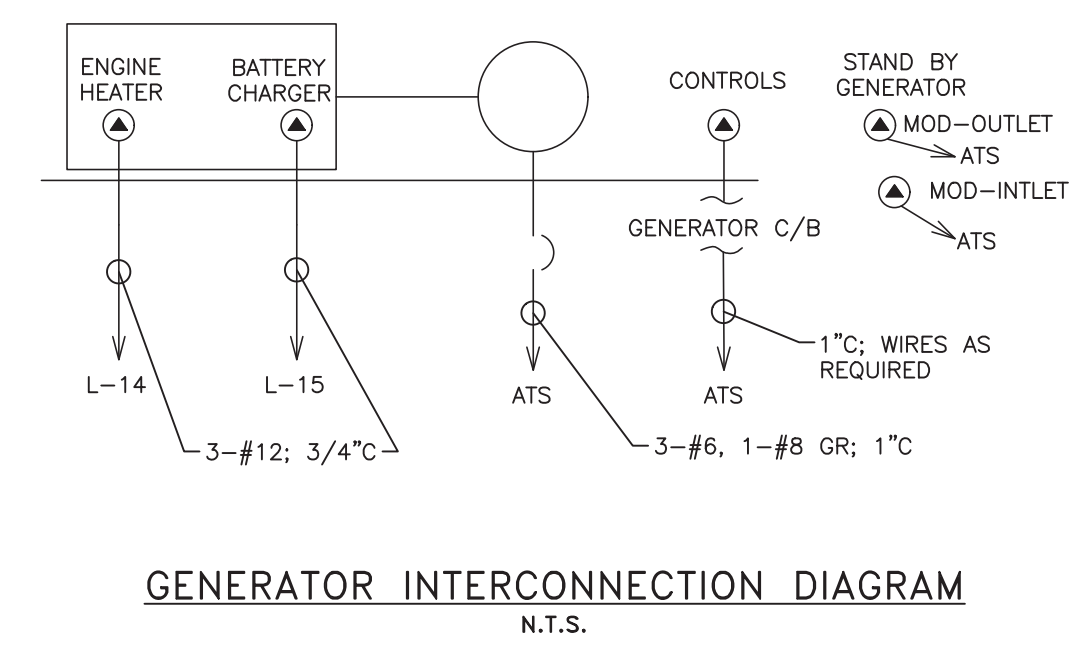 ENGINE
HEATER
BATTERY
CHARGER
CONTROLS
STAND BY
GENERATOR
MOD-OUTLET
ATS
MOD-INTLET
ATS
GENERATOR C/B
1"C; WIRES AS
REQUIRED
L-14
L-15
ATS
ATS
3-#12; 3/4"C
3-#6, 1-#8 GR; 1"C
GENERATOR INTERCONNECTION DIAGRAM
N.T.S.